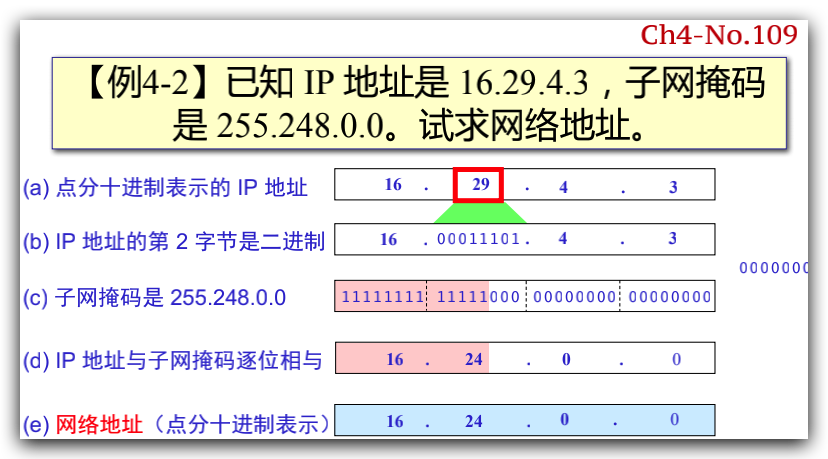 Ch4-No.109
【例4-2】已知 IP 地址是 16.29.4.3，子网掩码
是 255.248.0.0。试求网络地址。
(a) 点分十进制表示的 IP 地址 16 . 29 . 4 . 3
(b) IP 地址的第 2 字节是二进制 16 . 00011101 . 4 . 3
0000000
(c) 子网掩码是 255.248.0.0 11111111 11111000 00000000 00000000
(d) IP 地址与子网掩码逐位相与 16 . 24 . 0 . 0
(e) 网络地址（点分十进制表示） 16 . 24 . 0 . 0